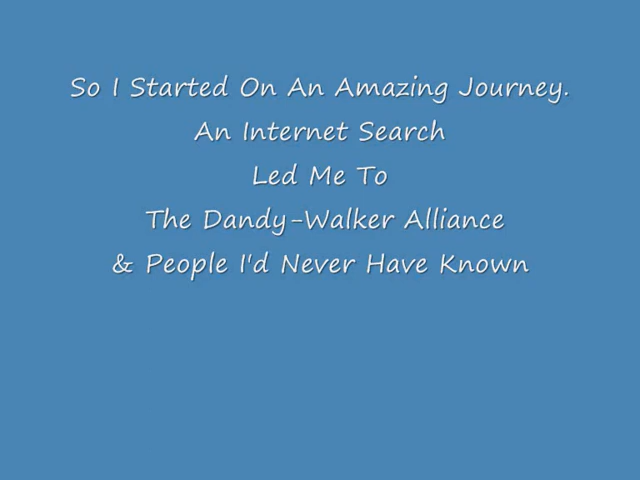 So I Started On An Amazing Journey.
An Internet Search
Led Me To
The Dandy-Walker Alliance
& People I'd Never Have Known